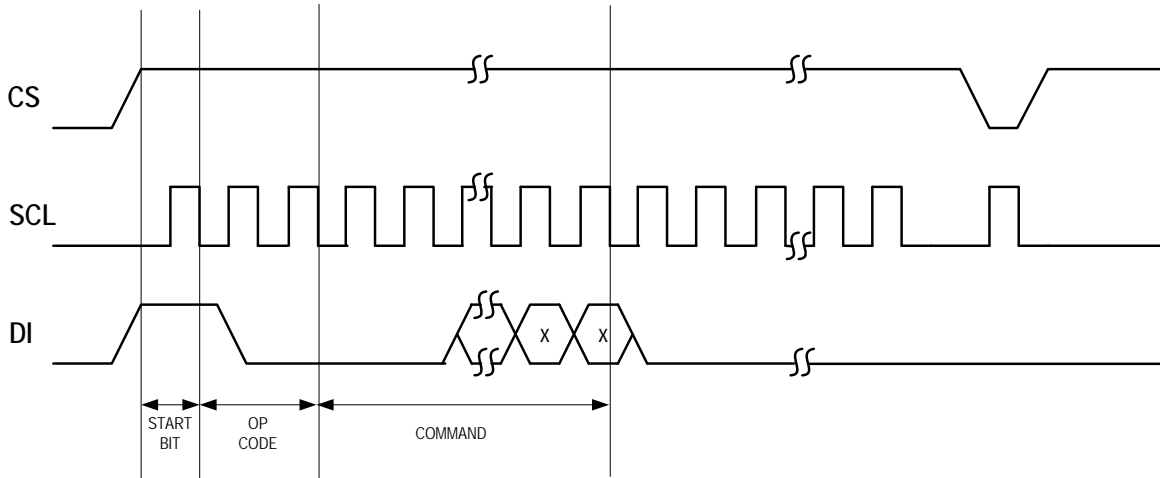 CS
SCL
DI
X X
START
BIT
OP
CODE
COMMAND